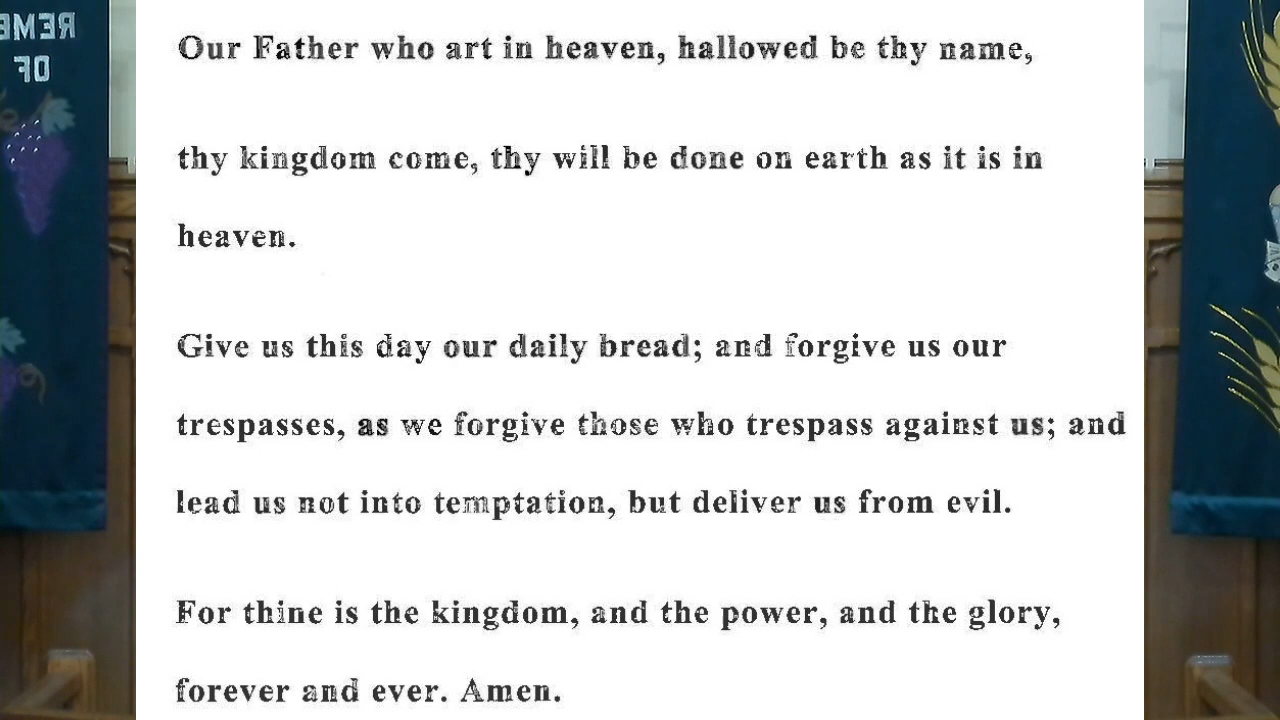 REMEMB
OF
Our Father who art in heaven, hallowed be thy name,
thy kingdom come, thy will be done on earth as it is in
heaven.
Give us this day our daily bread; and forgive us our
trespasses, as we forgive those who trespass against us; and
lead us not into temptation, but deliver us from evil.
For thine is the kingdom, and the power, and the glory,
forever and ever. Amen.